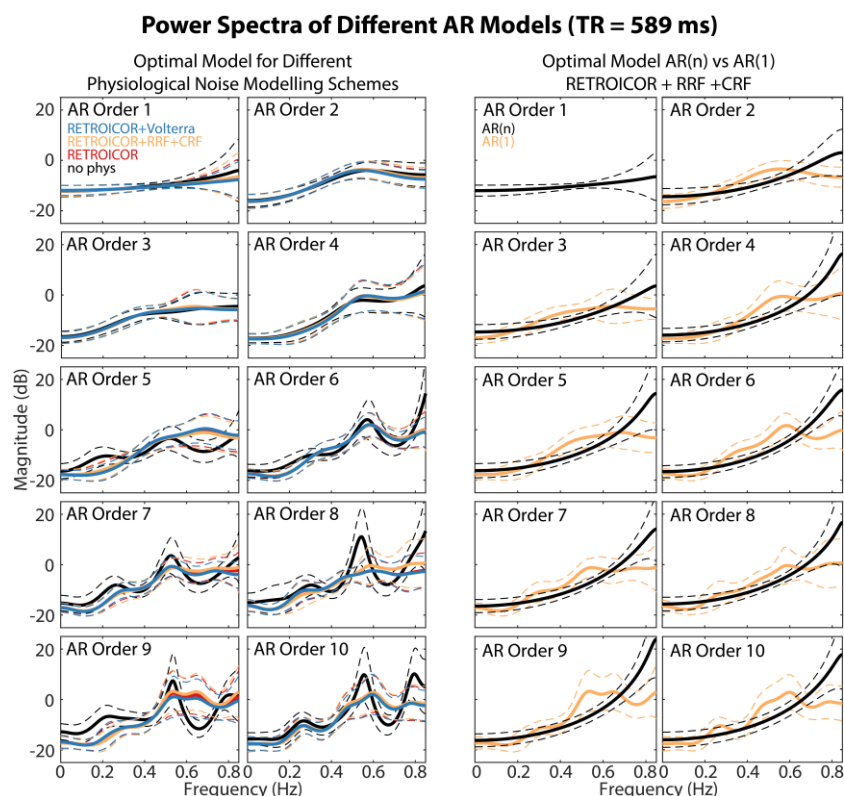 Power Spectra of Different AR Models (TR = 589 ms)
Optimal Model for Different
Physiological Noise Modelling Schemes
Optimal Model AR(n) vs AR(1)
RETROICOR + RRF +CRF
AR Order 1
RETROICOR+Volterra
RETROICOR+RRF+CRF
RETROICOR
no phys
AR Order 2
AR Order 1
AR(n)
AR(1)
AR Order 2
20
0
-20
AR Order 3
AR Order 4
AR Order 3
AR Order 4
20
0
-20
AR Order 5
AR Order 6
AR Order 5
AR Order 6
20
0
-20
Magnitude (dB)
AR Order 7
AR Order 8
AR Order 7
AR Order 8
20
0
-20
AR Order 9
AR Order 10
AR Order 9
AR Order 10
20
0
-20
0 0.2 0.4 0.6 0.8 0 0.2 0.4 0.6 0.8 0 0.2 0.4 0.6 0.8 0 0.2 0.4 0.6 0.8
Frequency (Hz) Frequency (Hz)